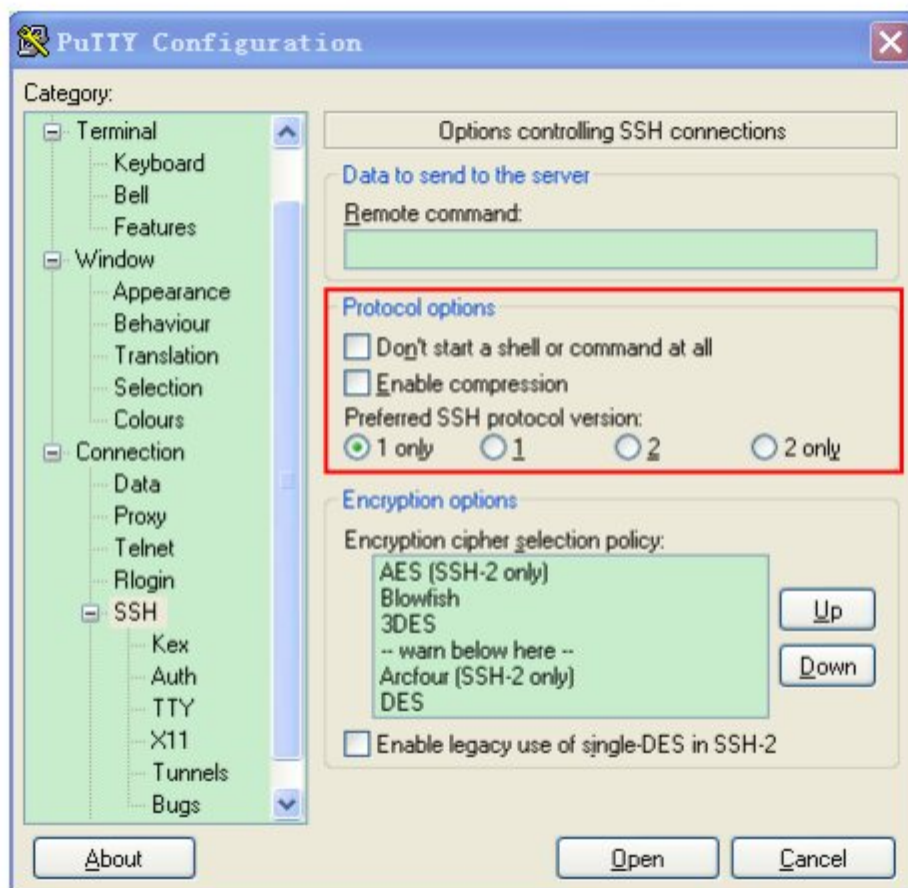 PuTTY Configuration
Category:
Terminal
Keyboard
Bell
Features
Window
Appearance
Behaviour
Translation
Selection
Colours
Connection
Data
Proxy
Telnet
Rlogin
SSH
Kex
Auth
TTY
X11
Tunnels
Bugs
Options controlling SSH connections
Data to send to the server
Remote command:
Protocol options
Don't start a shell or command at all
Enable compression
Preferred SSH protocol version:
1 only 1 2 2 only
Encryption options
Encryption cipher selection policy:
AES (SSH-2 only)
Blowfish
3DES
-- warn below here --
Arcfour (SSH-2 only)
DES
Up
Down
Enable legacy use of single-DES in SSH-2
About Open Cancel